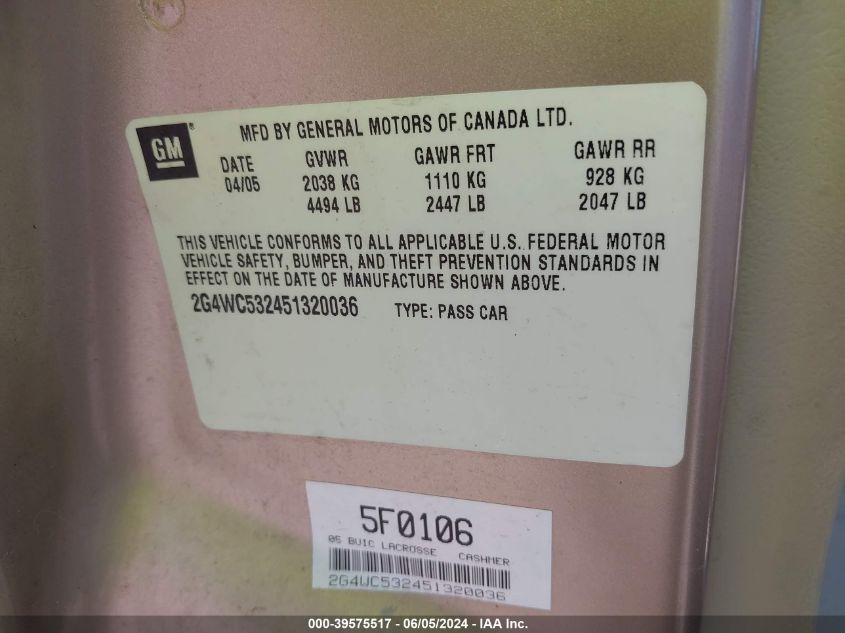 GM
MFD BY GENERAL MOTORS OF CANADA LTD.
DATE GVWR GAWR FRT GAWR RR
04/05 2038 KG 1110 KG 928 KG
4494 LB 2447 LB 2047 LB
THIS VEHICLE CONFORMS TO ALL APPLICABLE U.S. FEDERAL MOTOR
VEHICLE SAFETY, BUMPER, AND THEFT PREVENTION STANDARDS IN
EFFECT ON THE DATE OF MANUFACTURE SHOWN ABOVE.
2G4WC532451320036 TYPE: PASS CAR
5F0106
05 BUIC LACROSSE CASHMER
2G4WC532451320036
000-39575517 - 06/05/2024 - IAA Inc.